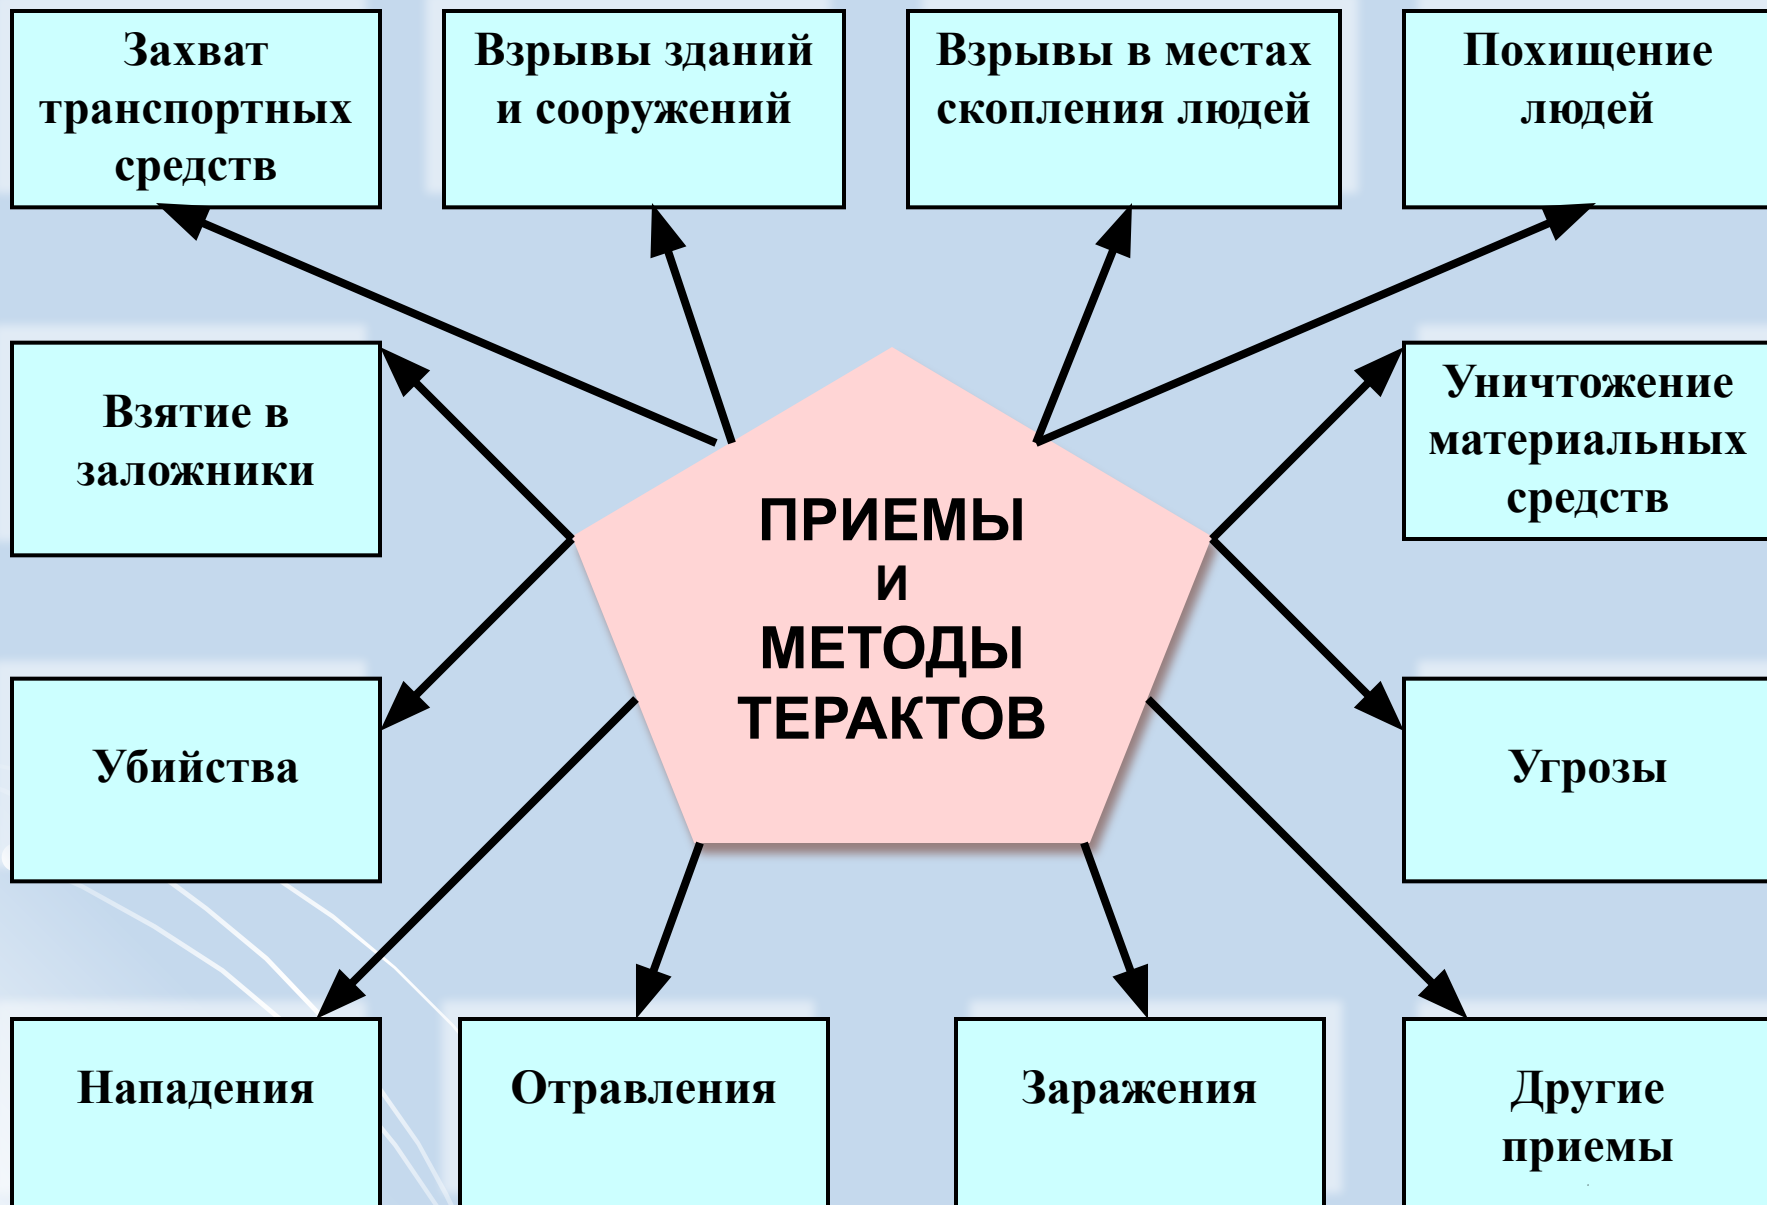 Захват
транспортных
средств
Взрывы зданий
и сооружений
Взрывы в местах
скопления людей
Похищение
людей
Взятие в
заложники
Уничтожение
материальных
средств
ПРИЕМЫ
И
МЕТОДЫ
ТЕРАКТОВ
Убийства
Угрозы
Нападения
Отравления
Заражения
Другие
приемы